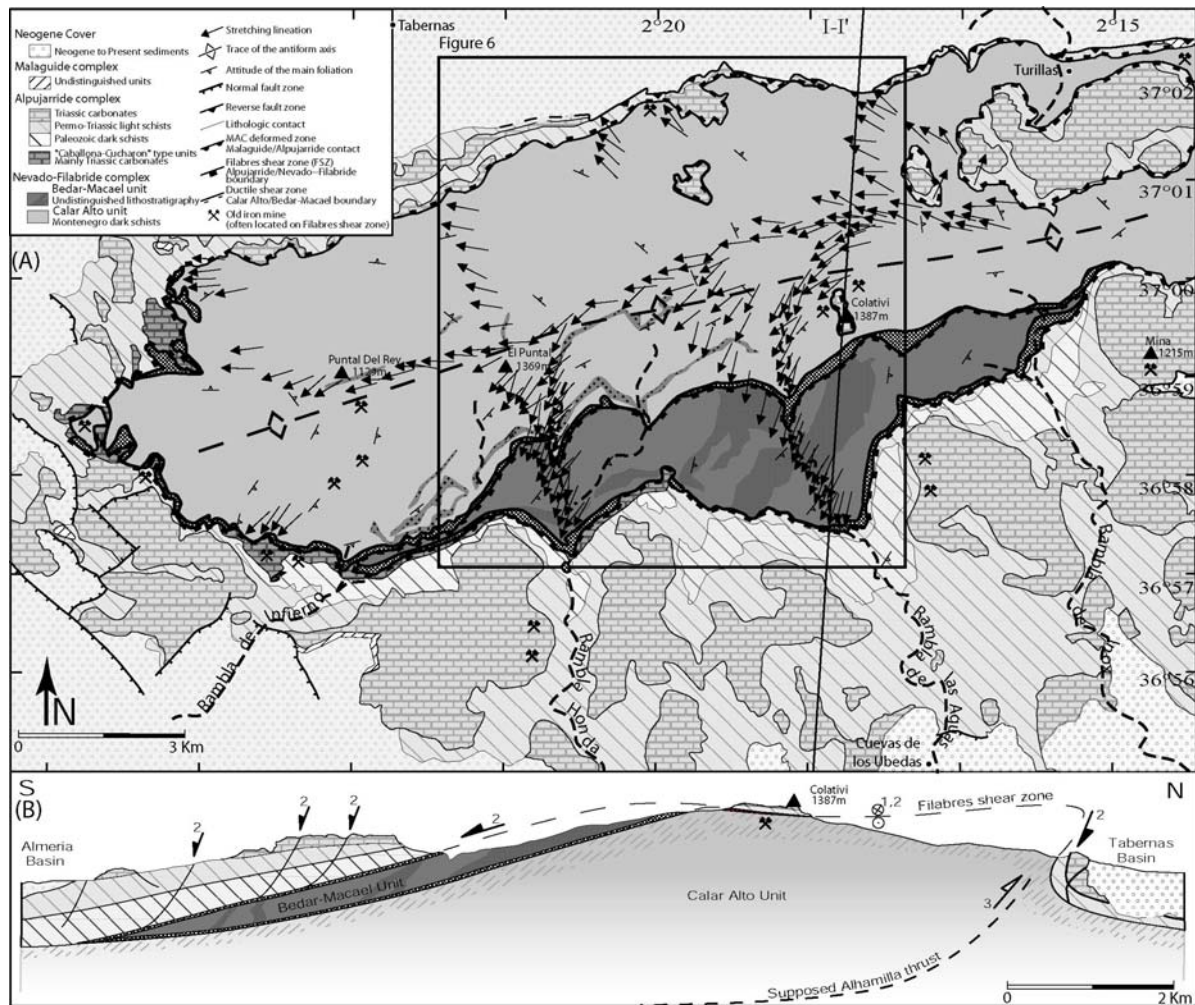 Neogene Cover
Neogene to Present sediments
Malaguide complex
Undistinguished units
Alpujarride complex
Triassic carbonates
Permo-Triassic light schists
Paleozoic dark schists
"Caballona-Cucharon" type units
Mainly Triassic carbonates
Nevado-Filabride complex
Bedar-Macael unit
Undistinguished lithostratigraphy
Calar Alto unit
Montenegro dark schists
Stretching lineation
Trace of the antiform axis
Attitude of the main foliation
Normal fault zone
Reverse fault zone
Lithologic contact
MAC deformed zone
Malaguide/Alpujarride contact
Filabres shear zone (FSZ)
Alpujarride/Nevado-Filabride
boundary
Ductile shear zone
Calar Alto/Bedar-Macael boundary
Old iron mine
(often located on Filabres shear zone)
Tabernas
Figure 6
2°20
I-I'
2°15
Turillas
37°02
37°01
37°00
36°59
36°58
36°57
36°56
(A)
Colativi
1387m
Mina
1215m
Puntal Del Rey
El Puntal
1369m
Rambla de Infierno
Rambla Honda
Rambla de las Aguas
Rambla de Inox
Cuevas de
los Ubedas
N
0 3 Km
S
N
(B)
Almeria
Basin
2
2
2
2
Bedar-Macael Unit
Colativi
1387m
1,2
Filabres shear zone
2
Tabernas
Basin
Calar Alto Unit
3
Supposed Alhamilla thrust
0 2 Km